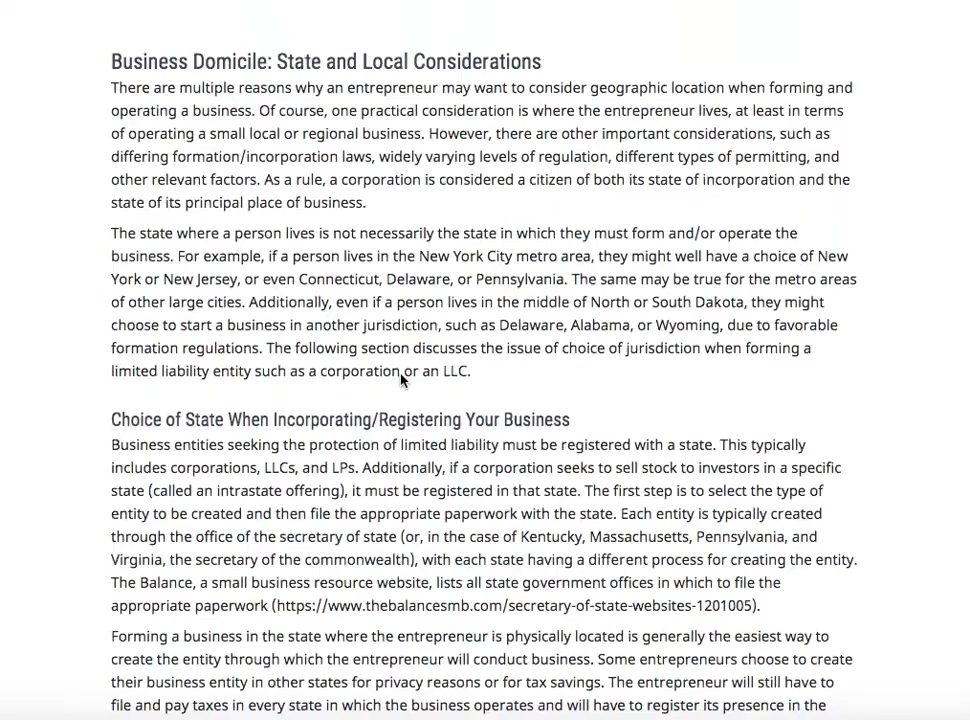 Business Domicile: State and Local Considerations
There are multiple reasons why an entrepreneur may want to consider geographic location when forming and
operating a business. Of course, one practical consideration is where the entrepreneur lives, at least in terms
of operating a small local or regional business. However, there are other important considerations, such as
differing formation/incorporation laws, widely varying levels of regulation, different types of permitting, and
other relevant factors. As a rule, a corporation is considered a citizen of both its state of incorporation and the
state of its principal place of business.
The state where a person lives is not necessarily the state in which they must form and/or operate the
business. For example, if a person lives in the New York City metro area, they might well have a choice of New
York or New Jersey, or even Connecticut, Delaware, or Pennsylvania. The same may be true for the metro areas
of other large cities. Additionally, even if a person lives in the middle of North or South Dakota, they might
choose to start a business in another jurisdiction, such as Delaware, Alabama, or Wyoming, due to favorable
formation regulations. The following section discusses the issue of choice of jurisdiction when forming a
limited liability entity such as a corporation or an LLC.
Choice of State When Incorporating/Registering Your Business
Business entities seeking the protection of limited liability must be registered with a state. This typically
includes corporations, LLCs, and LPs. Additionally, if a corporation seeks to sell stock to investors in a specific
state (called an intrastate offering), it must be registered in that state. The first step is to select the type of
entity to be created and then file the appropriate paperwork with the state. Each entity is typically created
through the office of the secretary of state (or, in the case of Kentucky, Massachusetts, Pennsylvania, and
Virginia, the secretary of the commonwealth), with each state having a different process for creating the entity.
The Balance, a small business resource website, lists all state government offices in which to file the
appropriate paperwork (https://www.thebalancesmb.com/secretary-of-state-websites-1201005).
Forming a business in the state where the entrepreneur is physically located is generally the easiest way to
create the entity through which the entrepreneur will conduct business. Some entrepreneurs choose to create
their business entity in other states for privacy reasons or for tax savings. The entrepreneur will still have to
file and pay taxes in every state in which the business operates and will have to register its presence in the